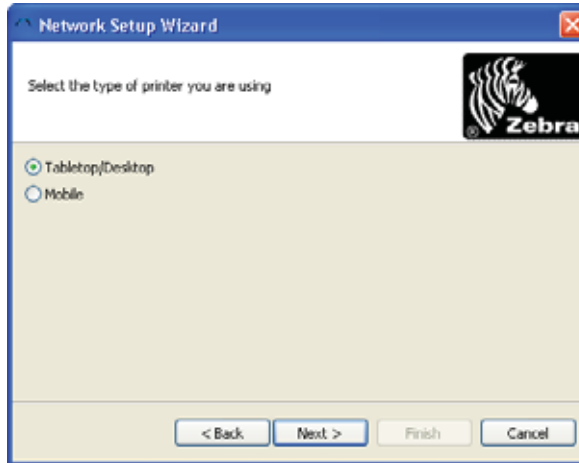 Network Setup Wizard
Select the type of printer you are using
® Zebra
Tabletop/Desktop
Mobile
< Back Next > Finish Cancel